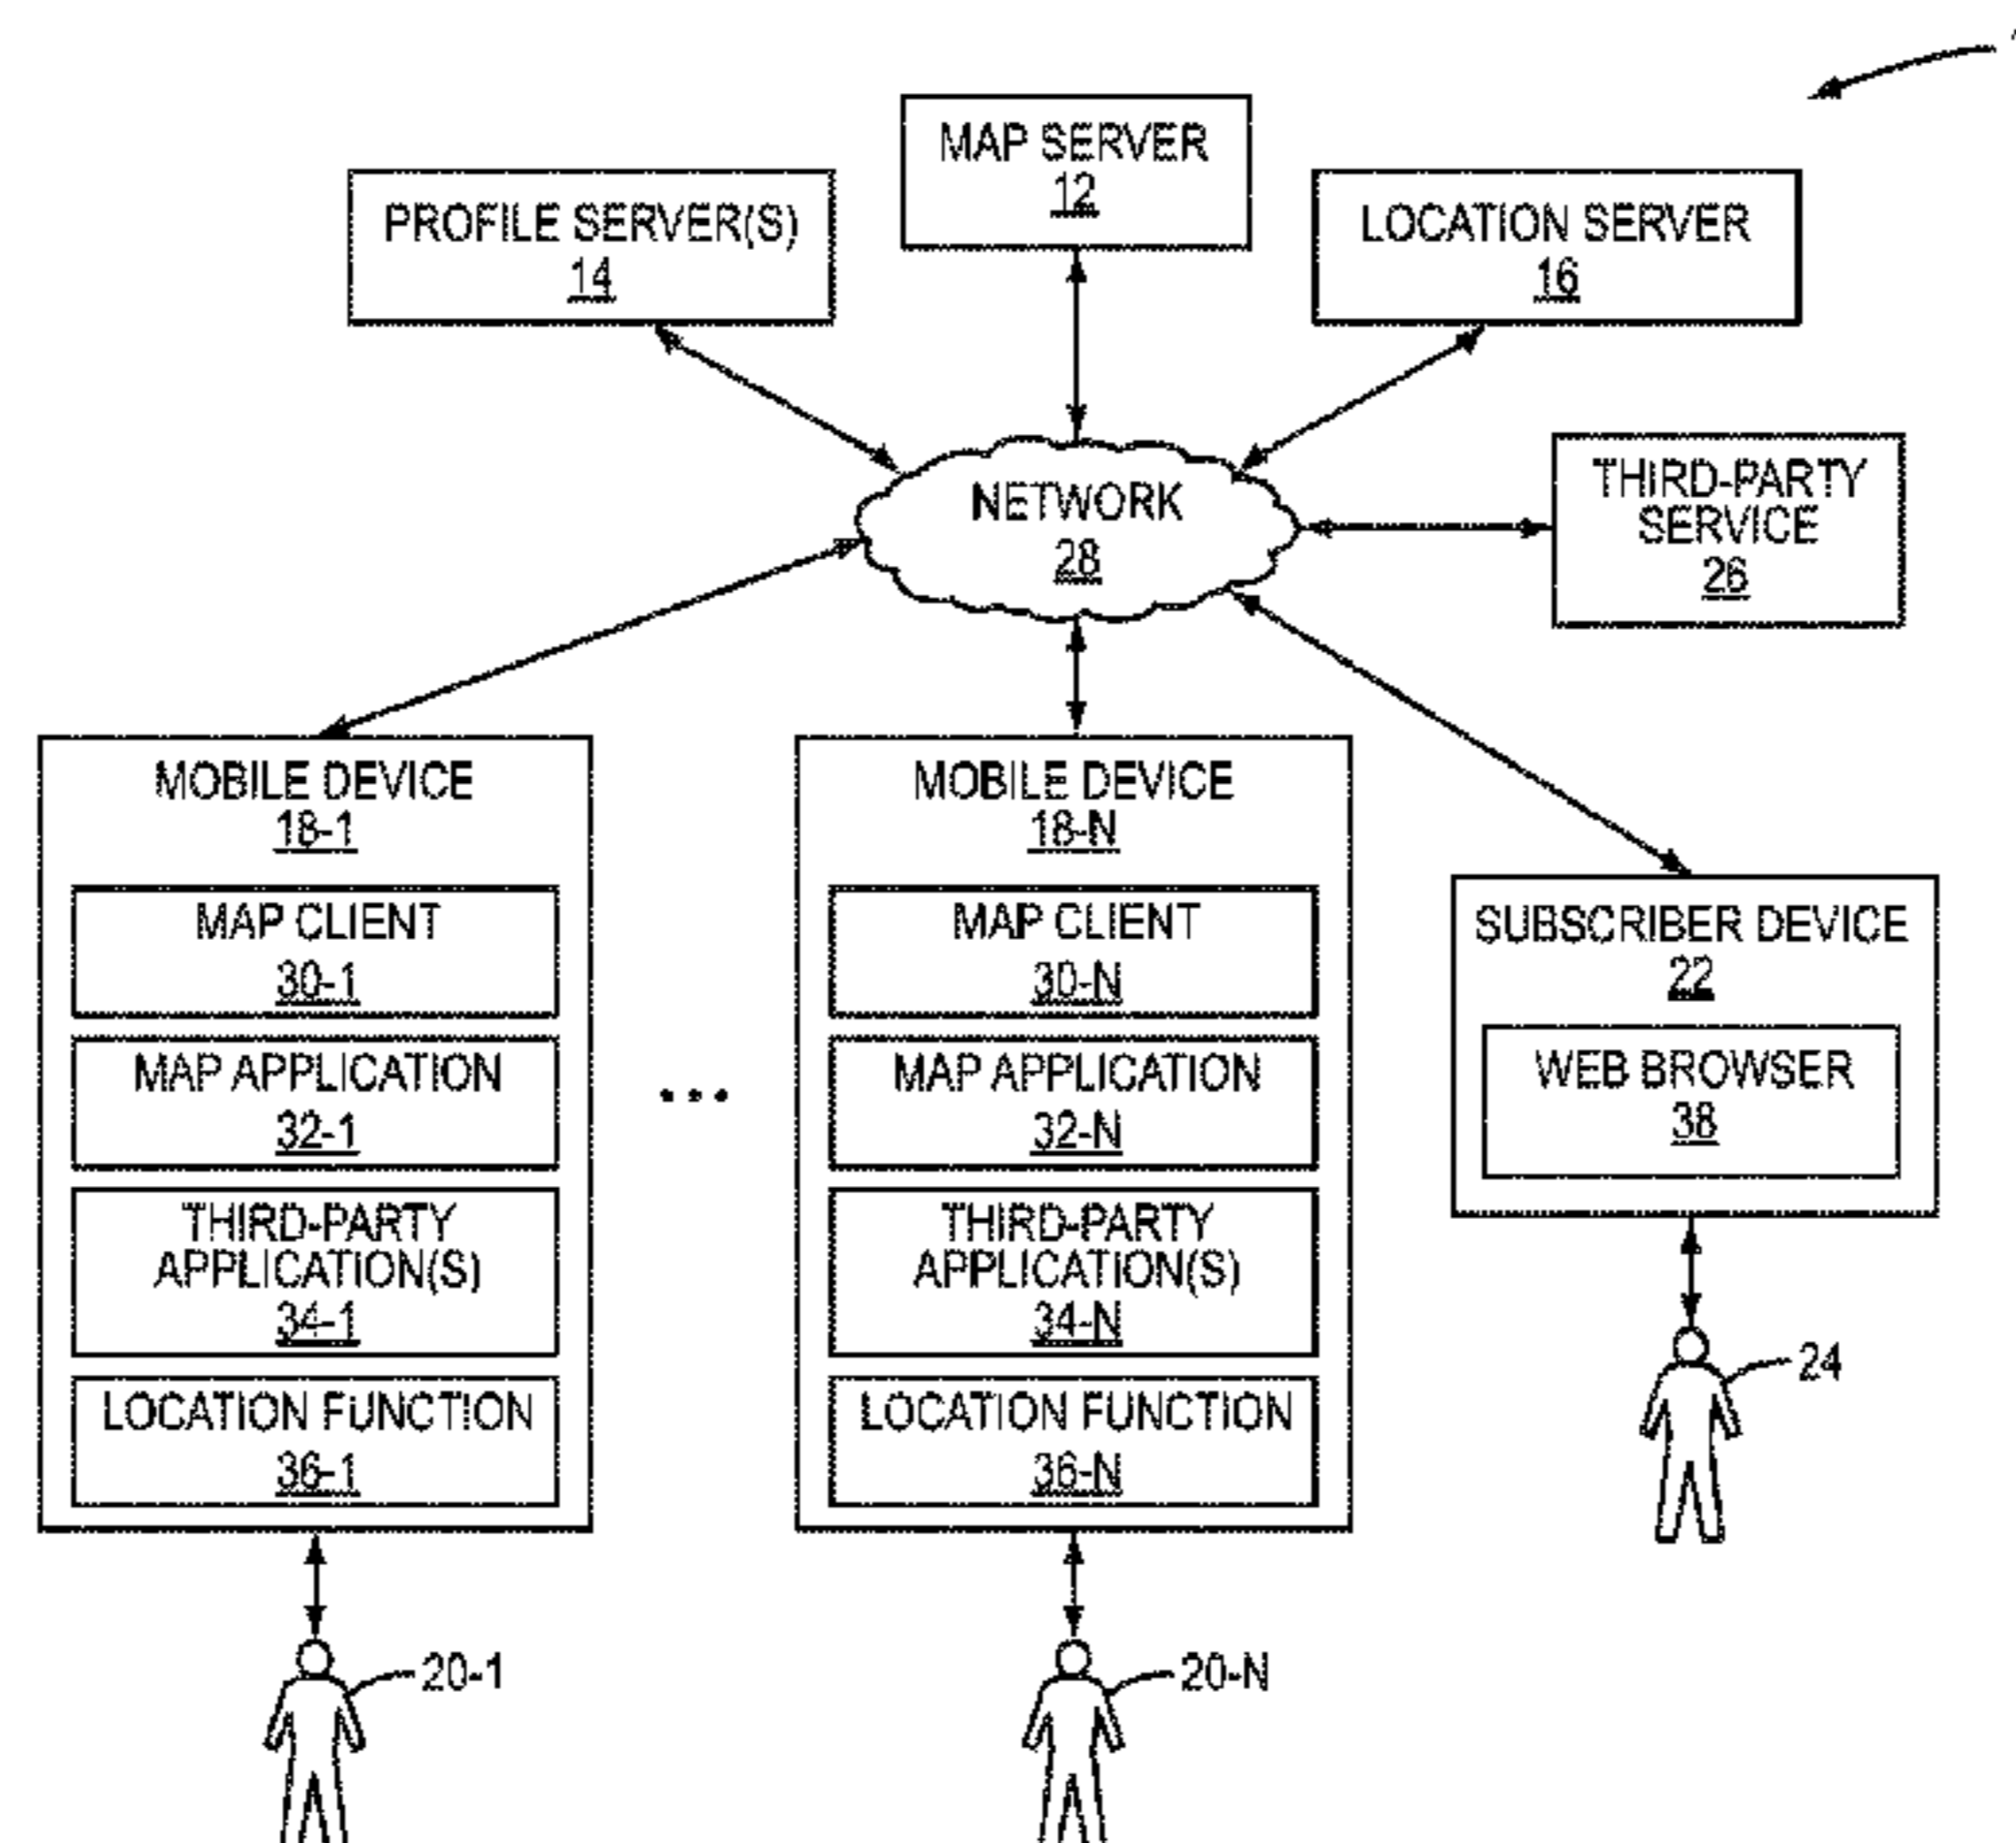 MAP SERVER
12
PROFILE SERVER(S)
14
LOCATION SERVER
16
NETWORK
28
THIRD-PARTY
SERVICE
26
MOBILE DEVICE
18-1
MAP CLIENT
30-1
MAP APPLICATION
32-1
THIRD-PARTY
APPLICATION(S)
34-1
LOCATION FUNCTION
36-1
20-1
...
MOBILE DEVICE
18-N
MAP CLIENT
30-N
MAP APPLICATION
32-N
THIRD-PARTY
APPLICATION(S)
34-N
LOCATION FUNCTION
36-N
20-N
SUBSCRIBER DEVICE
22
WEB BROWSER
38
24